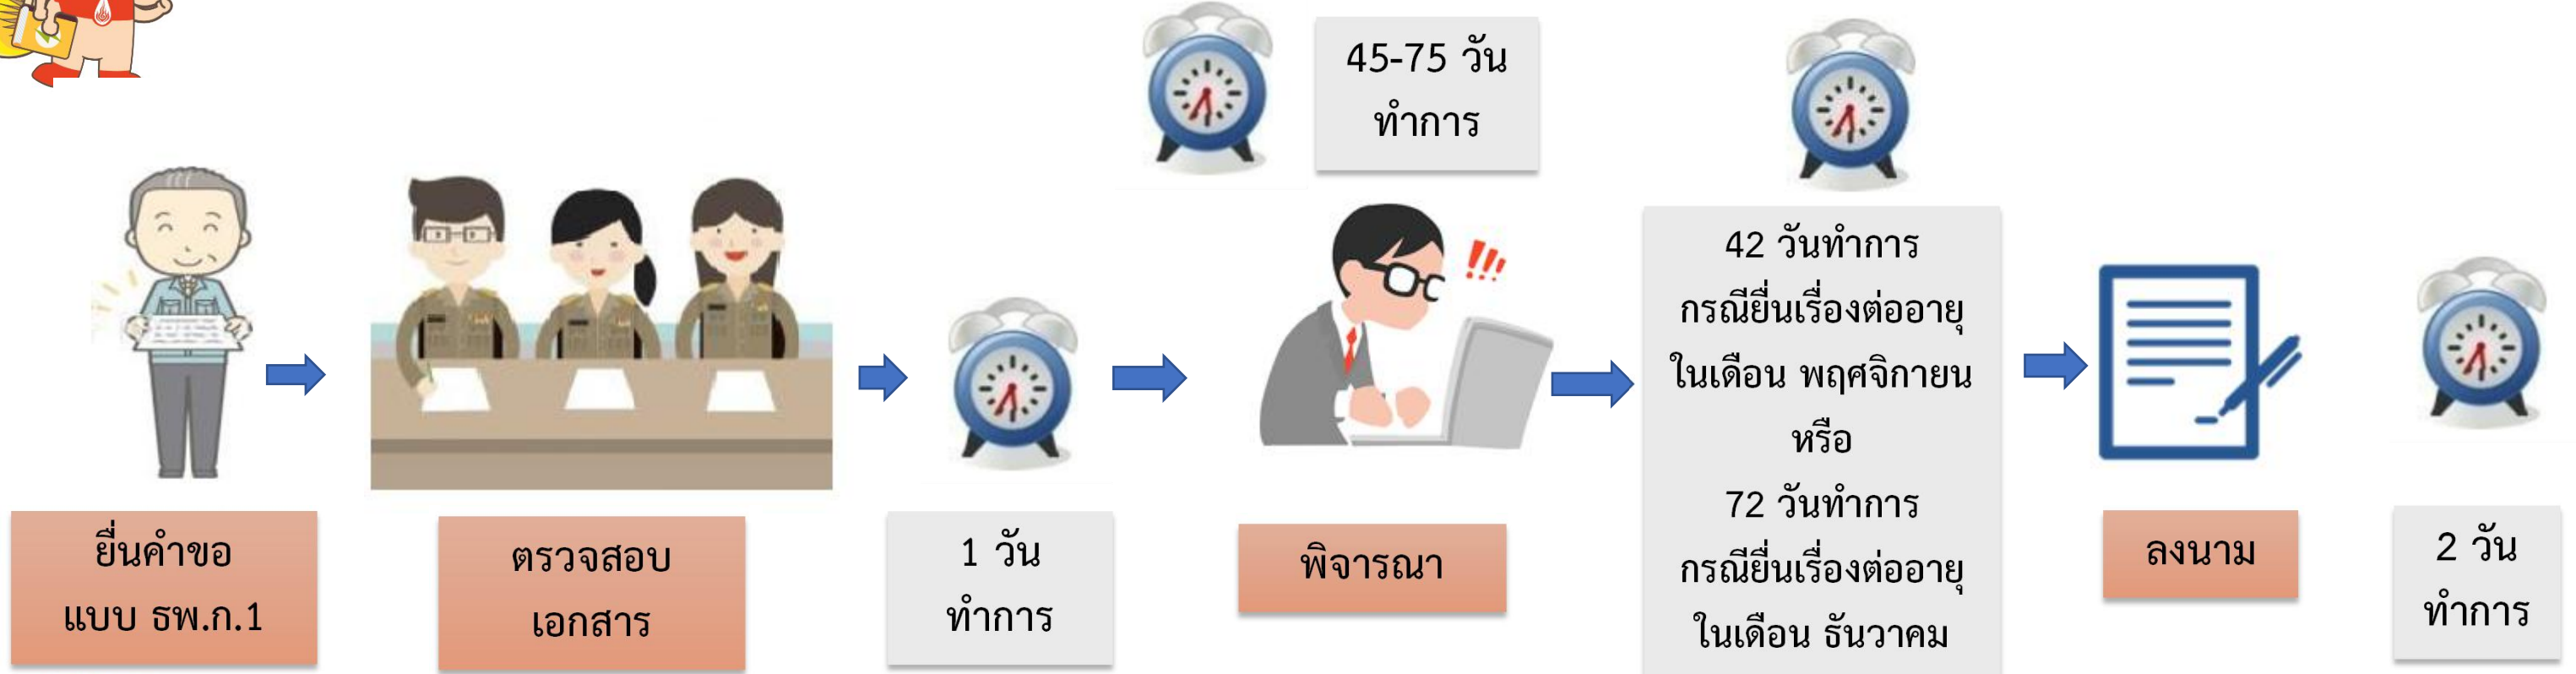 45-75 วัน
ทำการ
ยื่นคำขอ
แบบ ธพ.ก.1
ตรวจสอบ
เอกสาร
1 วัน
ทำการ
พิจารณา
42 วันทำการ
กรณียื่นเรื่องต่ออายุ
ในเดือน พฤศจิกายน
หรือ
72 วันทำการ
กรณียื่นเรื่องต่ออายุ
ในเดือน ธันวาคม
ลงนาม
2 วัน
ทำการ